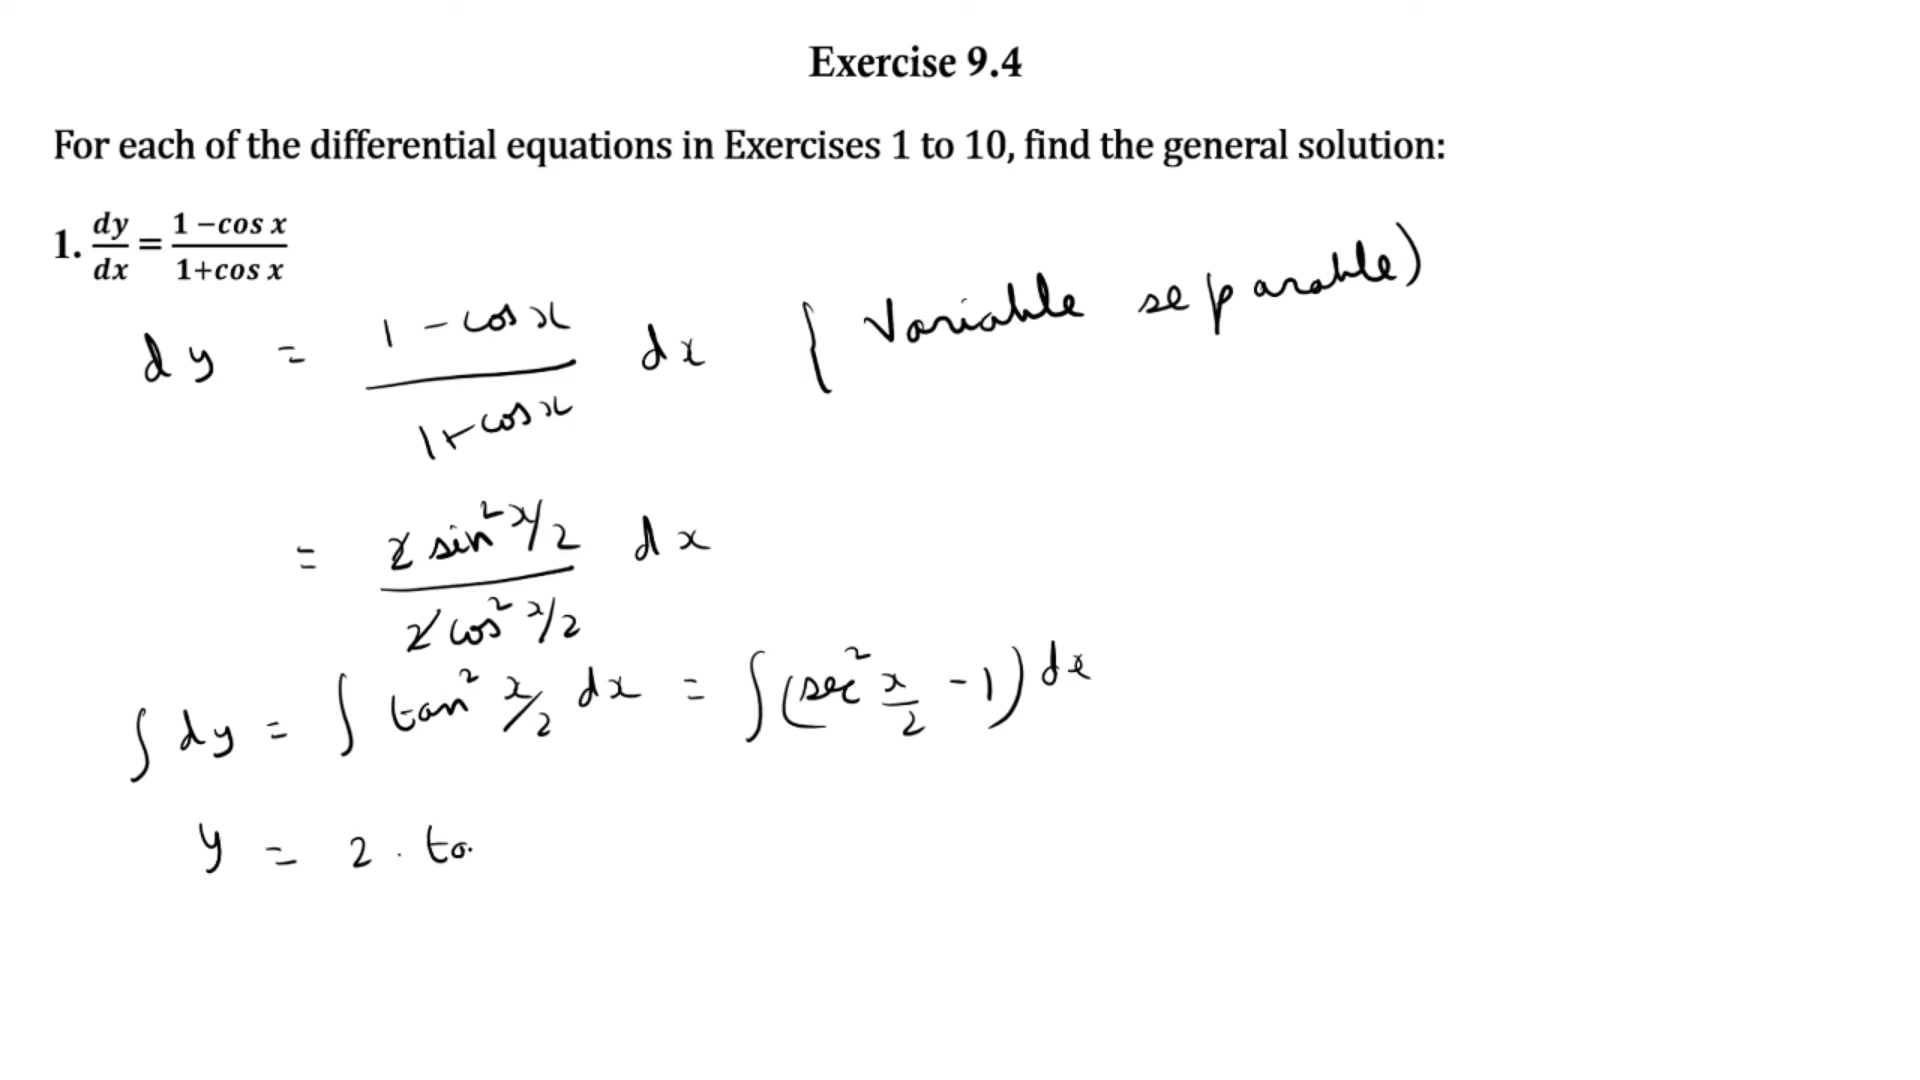 Exercise 9.4
For each of the differential equations in Exercises 1 to 10, find the general solution:
1. dy/dx = (1 −cos x)/(1+cos x)
dy = (1 - cos x)/(1+cos x) dx { Variable separable)
= (2 sin² x/2)/(2 cos² x/2) dx
∫ dy = ∫ tan² x/2 dx = ∫(sec² x/2 - 1) dx
y = 2 . ta